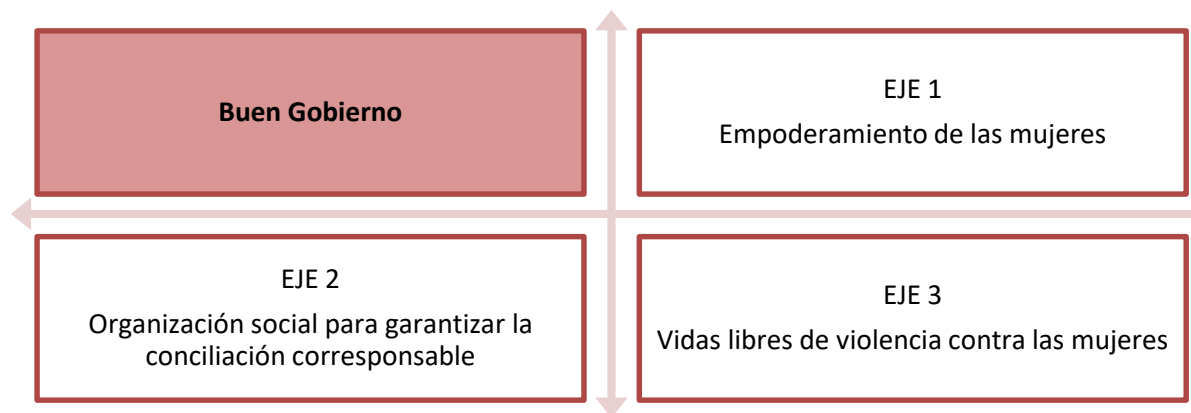 Buen Gobierno
EJE 1
Empoderamiento de las mujeres
EJE 2
Organización social para garantizar la
conciliación corresponsable
EJE 3
Vidas libres de violencia contra las mujeres